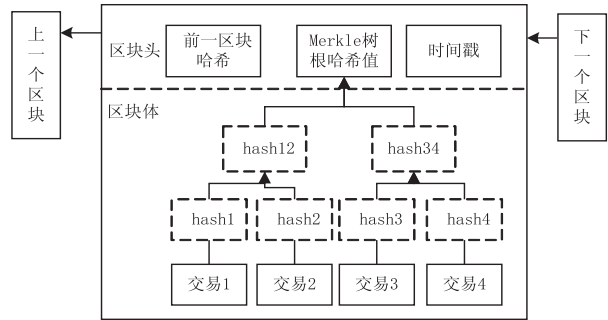 上一个区块
区块头
前一区块
哈希
Merkle树
根哈希值
时间戳
下一个区块
区块体
hash12
hash34
hash1
hash2
hash3
hash4
交易1
交易2
交易3
交易4